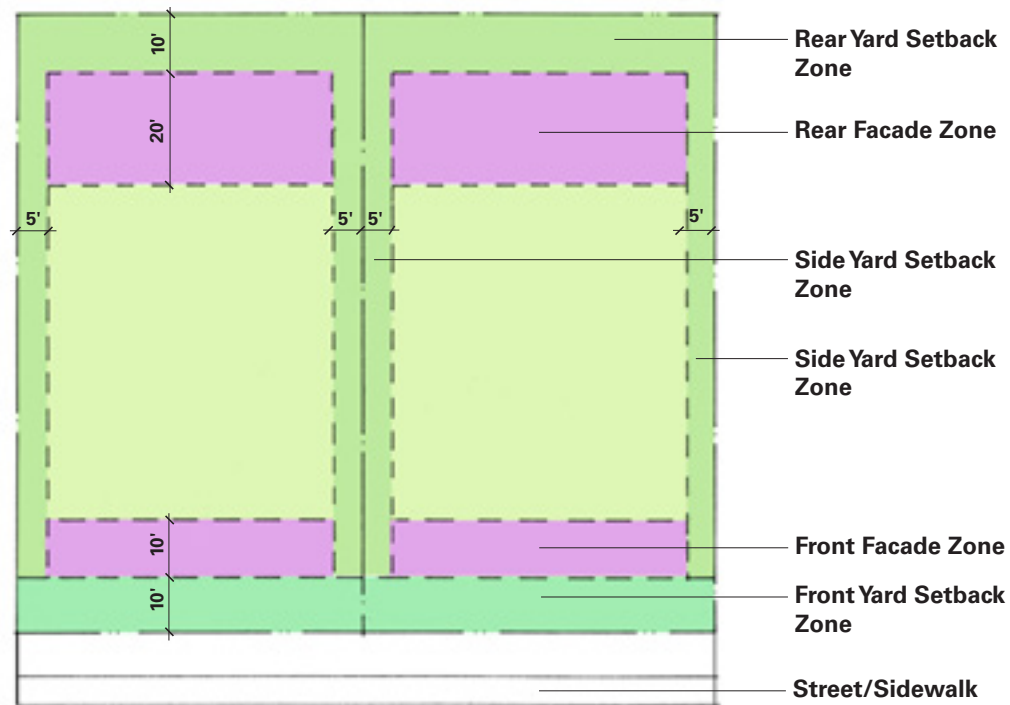 10'
Rear Yard Setback
Zone
20'
Rear Facade Zone
5'
5'
5'
5'
Side Yard Setback
Zone
Side Yard Setback
Zone
10'
Front Facade Zone
10'
Front Yard Setback
Zone
Street/Sidewalk